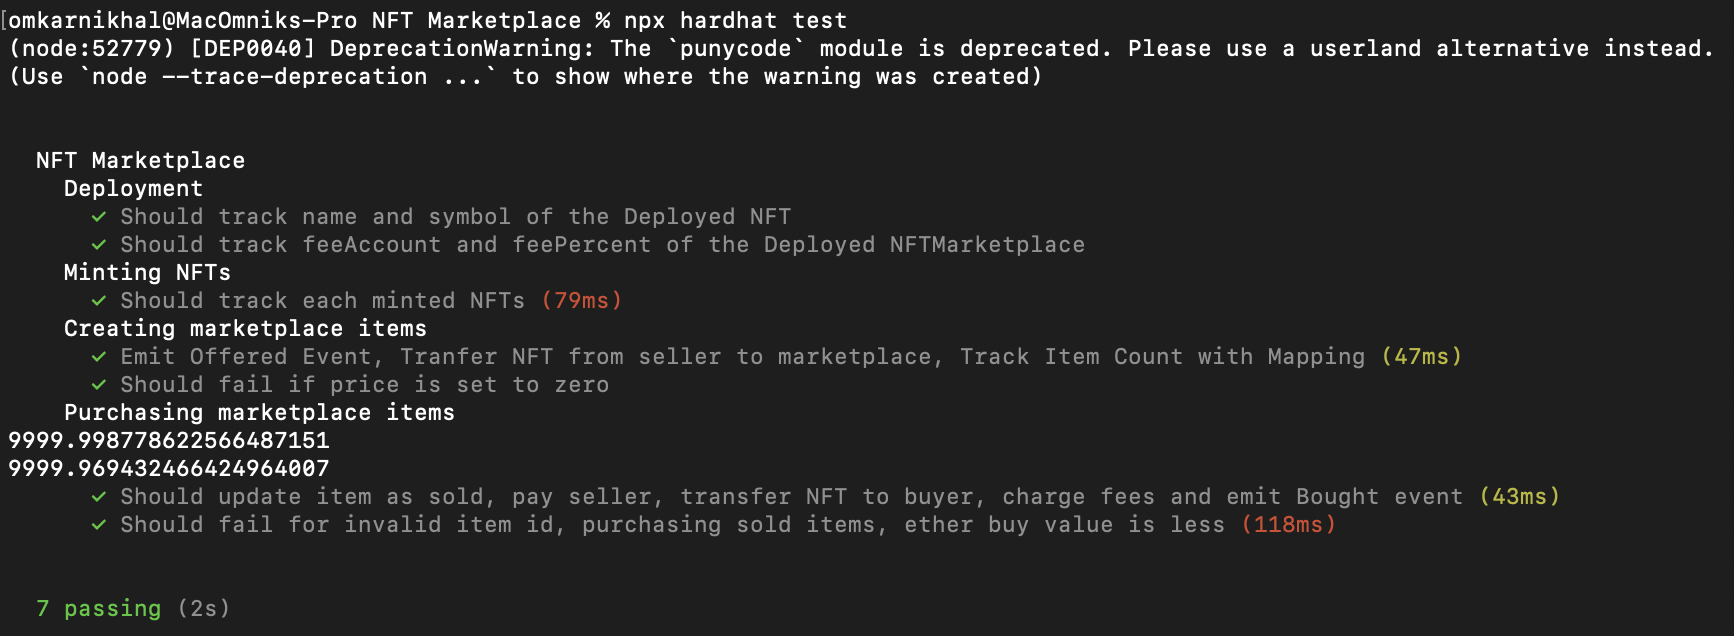 [omkarnikhal@MacOmniks-Pro NFT Marketplace % npx hardhat test
(node:52779) [DEP0040] DeprecationWarning: The `punycode` module is deprecated. Please use a userland alternative instead.
(Use `node --trace-deprecation ...` to show where the warning was created)
NFT Marketplace
Deployment
✓ Should track name and symbol of the Deployed NFT
✓ Should track feeAccount and feePercent of the Deployed NFTMarketplace
Minting NFTs
✓ Should track each minted NFTs (79ms)
Creating marketplace items
✓ Emit Offered Event, Tranfer NFT from seller to marketplace, Track Item Count with Mapping (47ms)
✓ Should fail if price is set to zero
Purchasing marketplace items
9999.998778622566487151
9999.969432466424964007
✓ Should update item as sold, pay seller, transfer NFT to buyer, charge fees and emit Bought event (43ms)
✓ Should fail for invalid item id, purchasing sold items, ether buy value is less (118ms)
7 passing (2s)